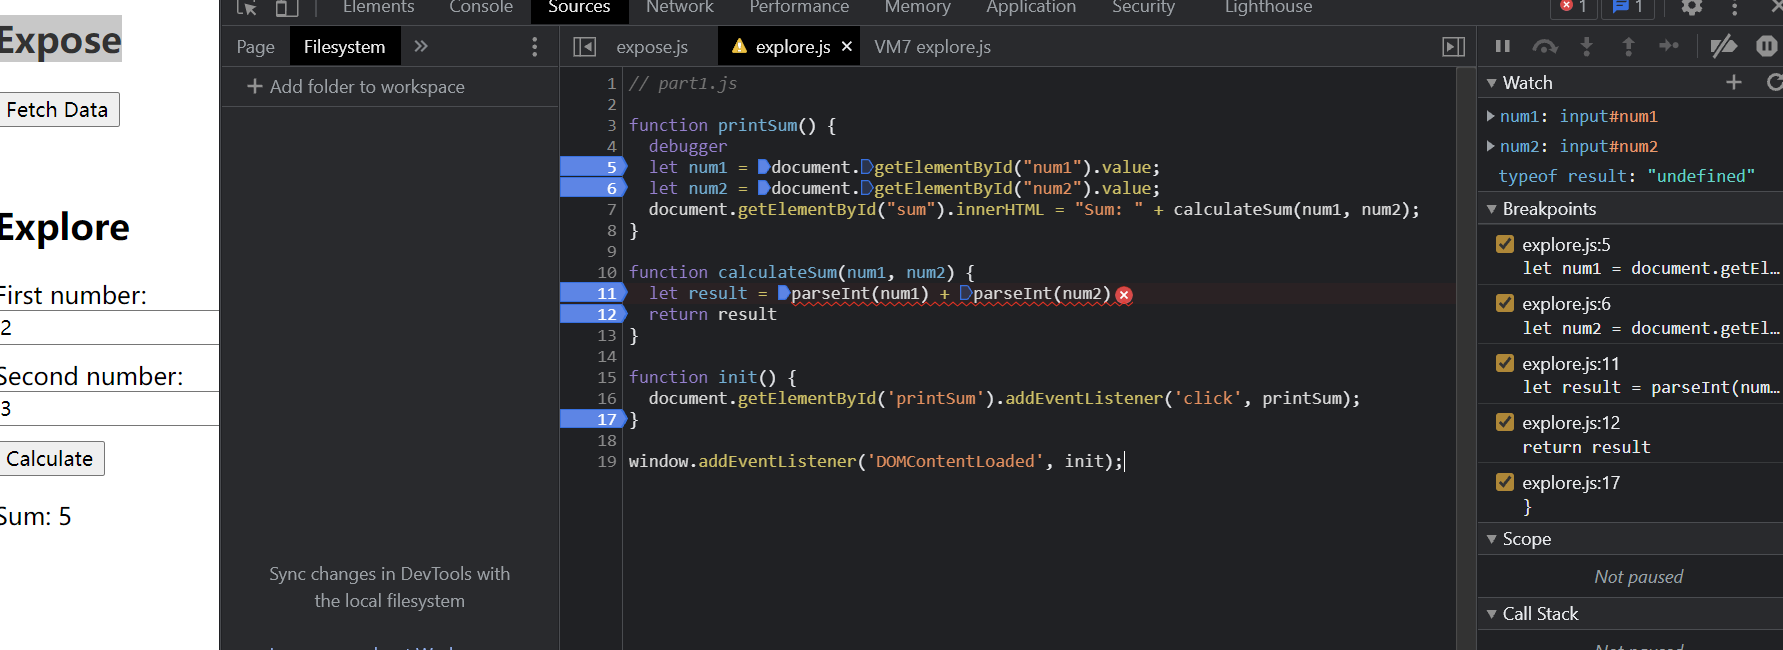 Elements Console Sources Network Performance Memory Application Security Lighthouse 1 1
Expose
Fetch Data
Explore
First number:
2
Second number:
3
Calculate
Sum: 5
Page Filesystem »
+ Add folder to workspace
Sync changes in DevTools with
the local filesystem
expose.js explore.js × VM7 explore.js
1 // part1.js
2
3 function printSum() {
4 debugger
5 let num1 = document.getElementById("num1").value;
6 let num2 = document.getElementById("num2").value;
7 document.getElementById("sum").innerHTML = "Sum: " + calculateSum(num1, num2);
8 }
9
10 function calculateSum(num1, num2) {
11 let result = parseInt(num1) + parseInt(num2)
12 return result
13 }
14
15 function init() {
16 document.getElementById('printSum').addEventListener('click', printSum);
17 }
18
19 window.addEventListener('DOMContentLoaded', init);
Watch
num1: input#num1
num2: input#num2
typeof result: "undefined"
Breakpoints
explore.js:5
let num1 = document.getEl…
explore.js:6
let num2 = document.getEl…
explore.js:11
let result = parseInt(num…
explore.js:12
return result
explore.js:17
}
Scope
Not paused
Call Stack
Not paused